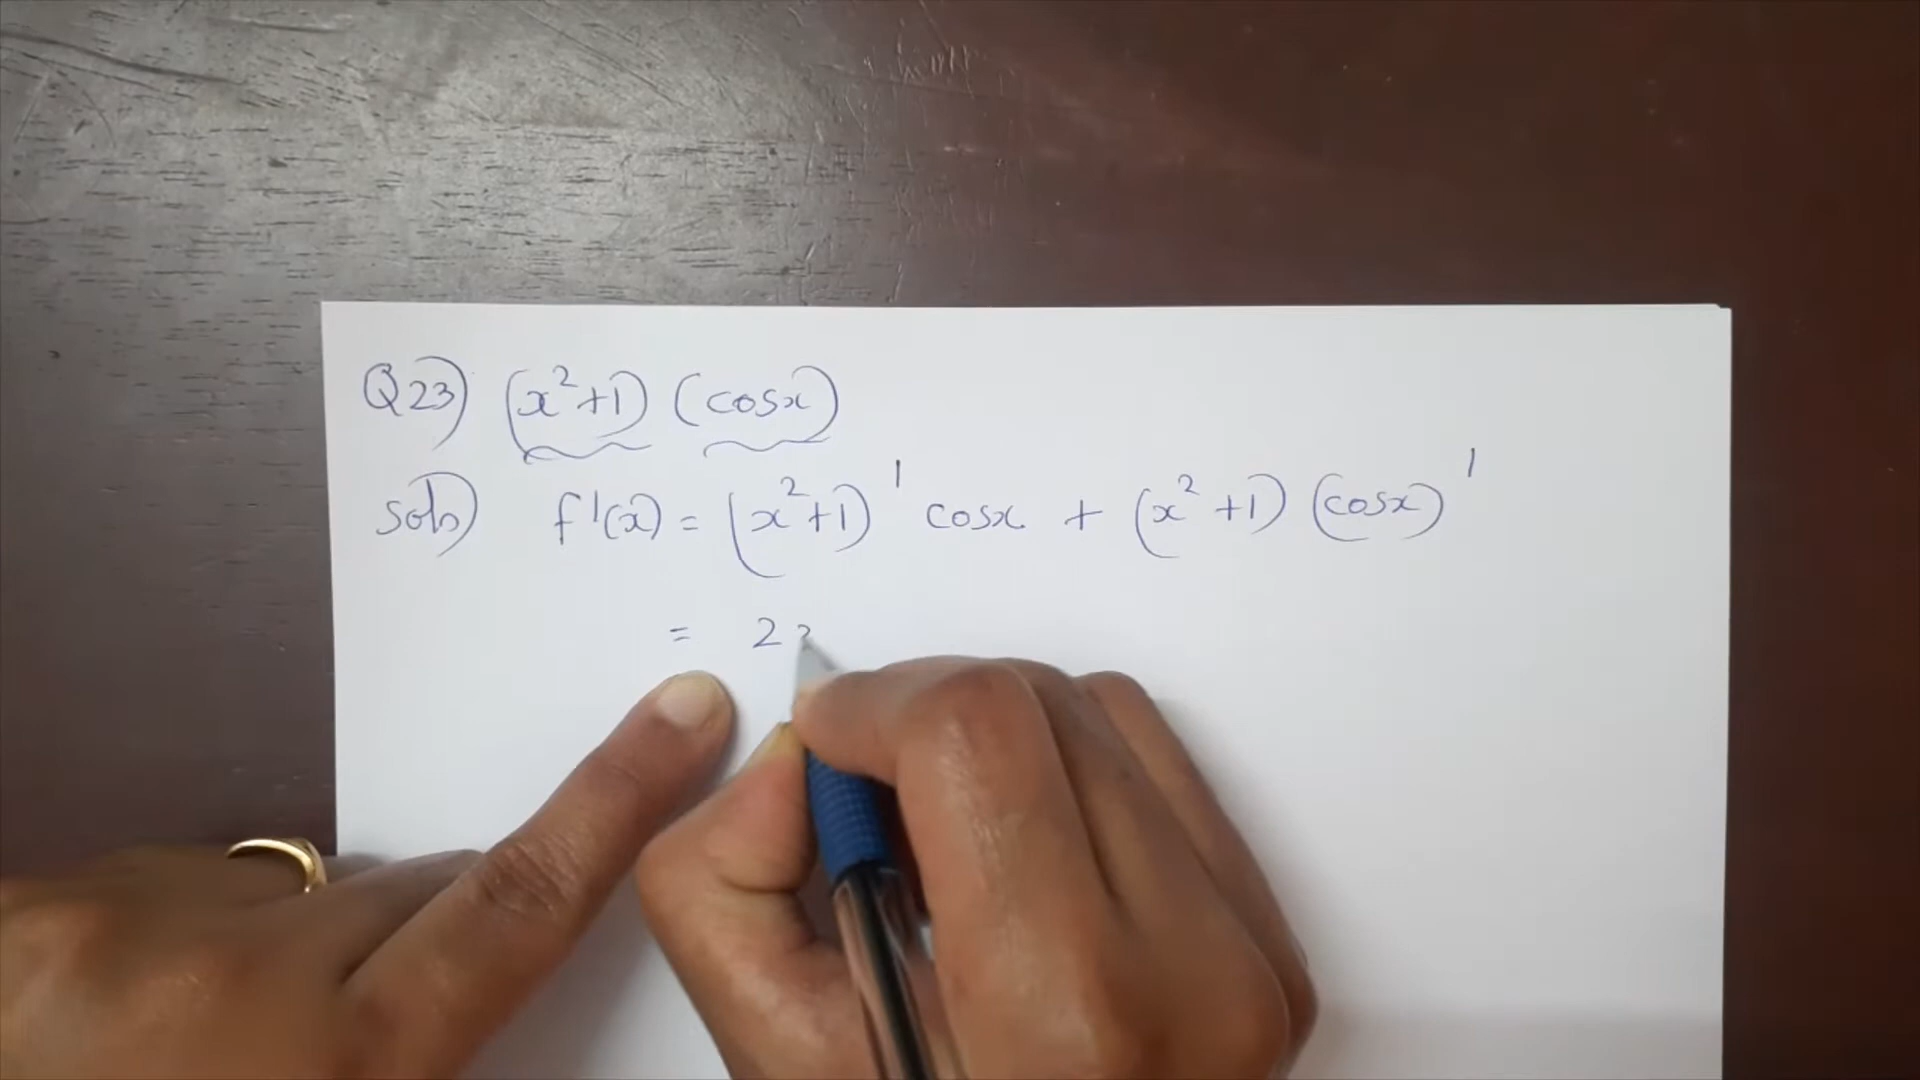 Q23) (x²+1) (cosx)
Soln) f'(x) = (x²+1)' cosx + (x²+1) (cosx)'
= 2